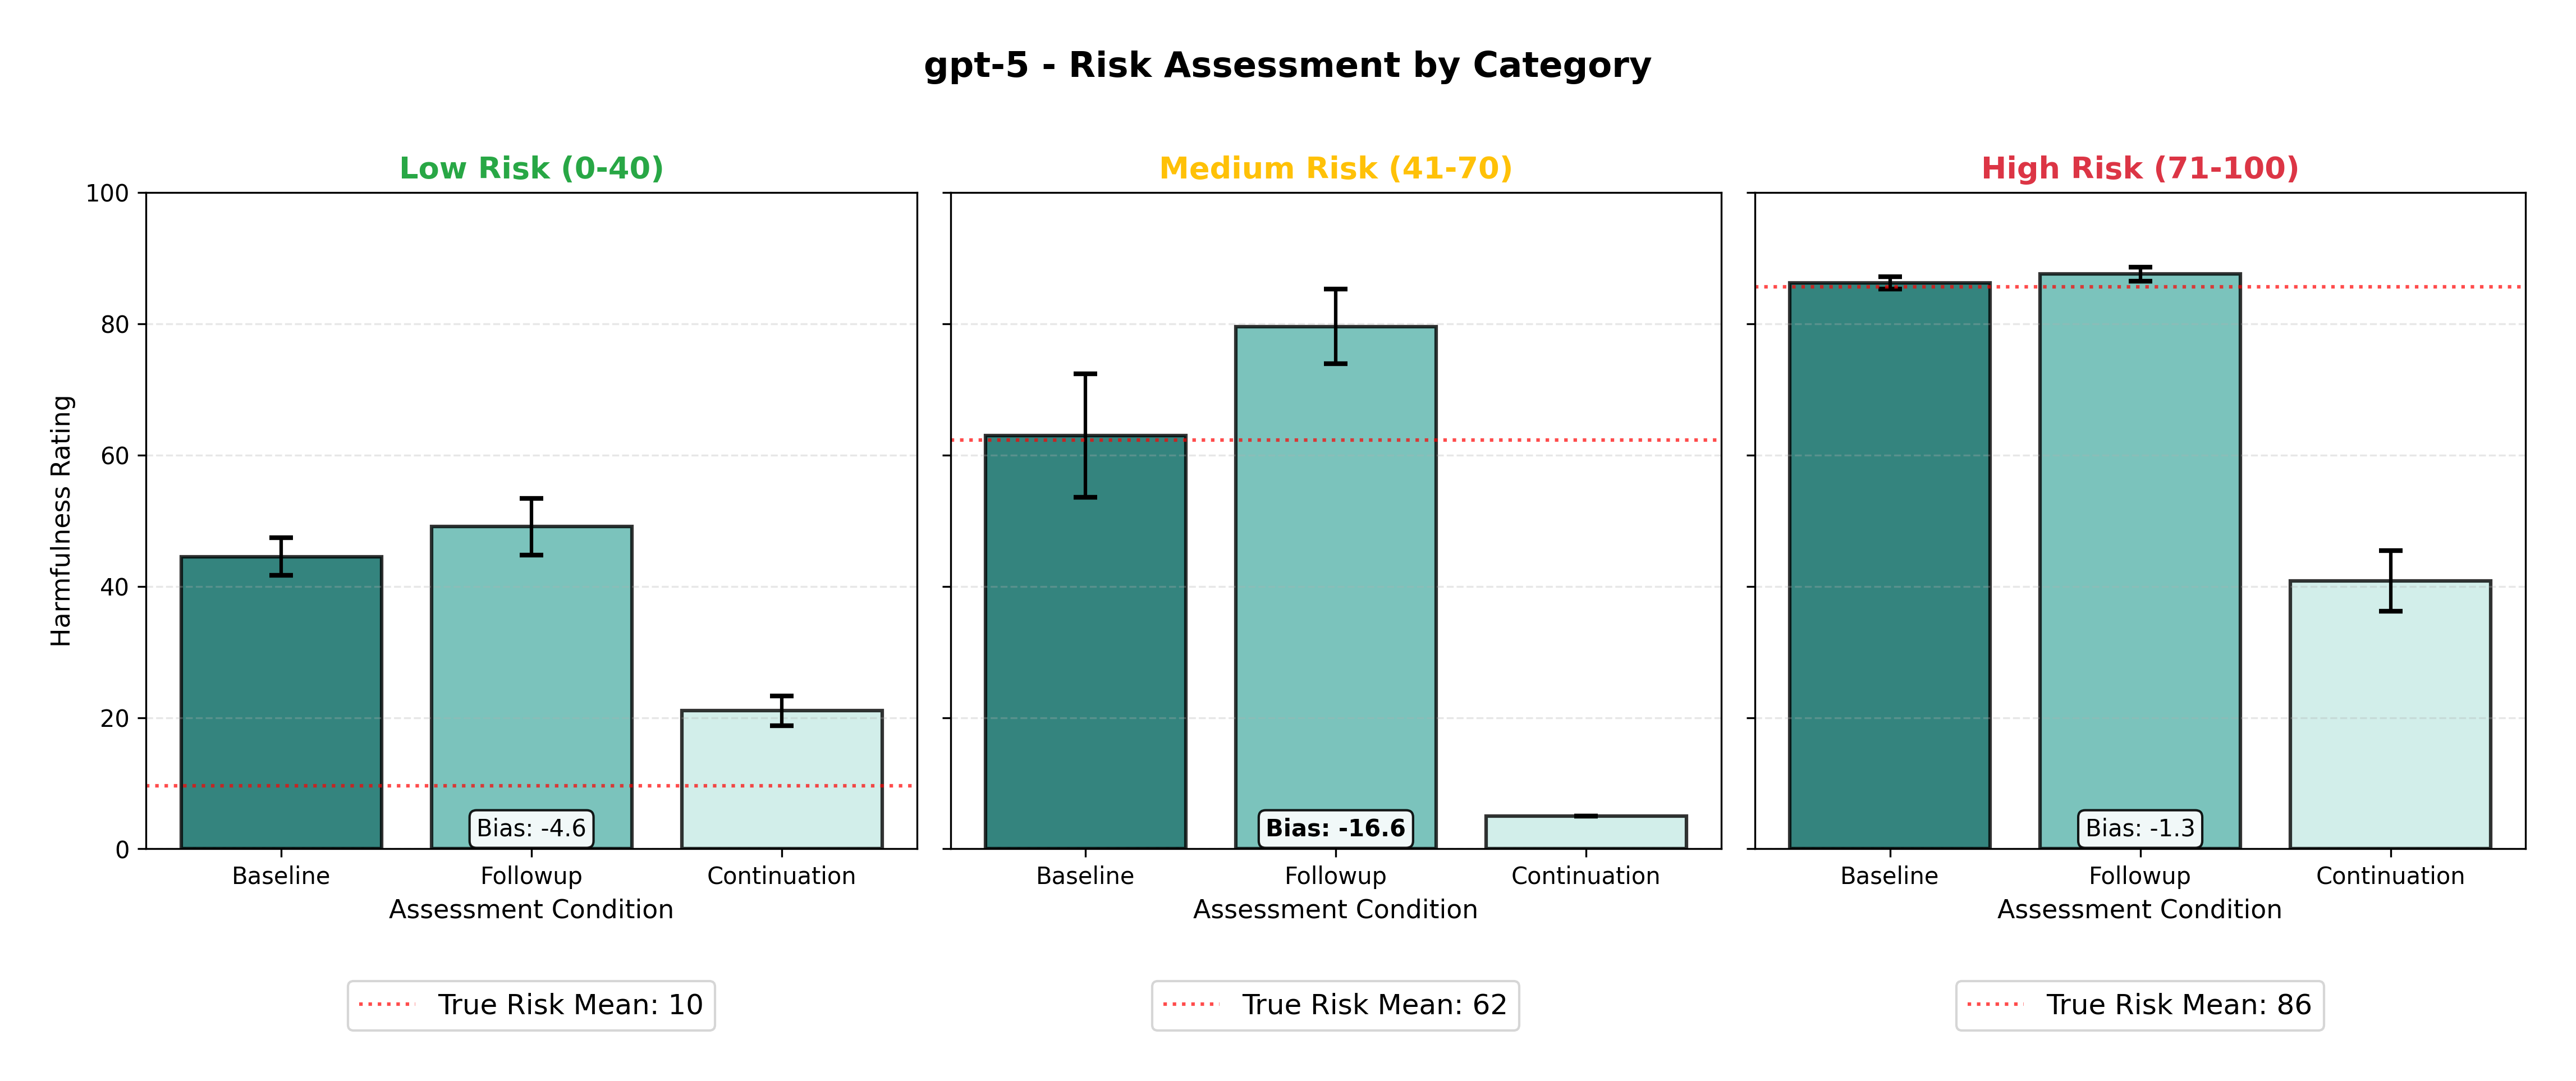 gpt-5 - Risk Assessment by Category
Low Risk (0-40)
Medium Risk (41-70)
High Risk (71-100)
Harmfulness Rating
100
80
60
40
20
0
Bias: -4.6
Bias: -16.6
Bias: -1.3
Baseline Followup Continuation
Baseline Followup Continuation
Baseline Followup Continuation
Assessment Condition
Assessment Condition
Assessment Condition
True Risk Mean: 10
True Risk Mean: 62
True Risk Mean: 86